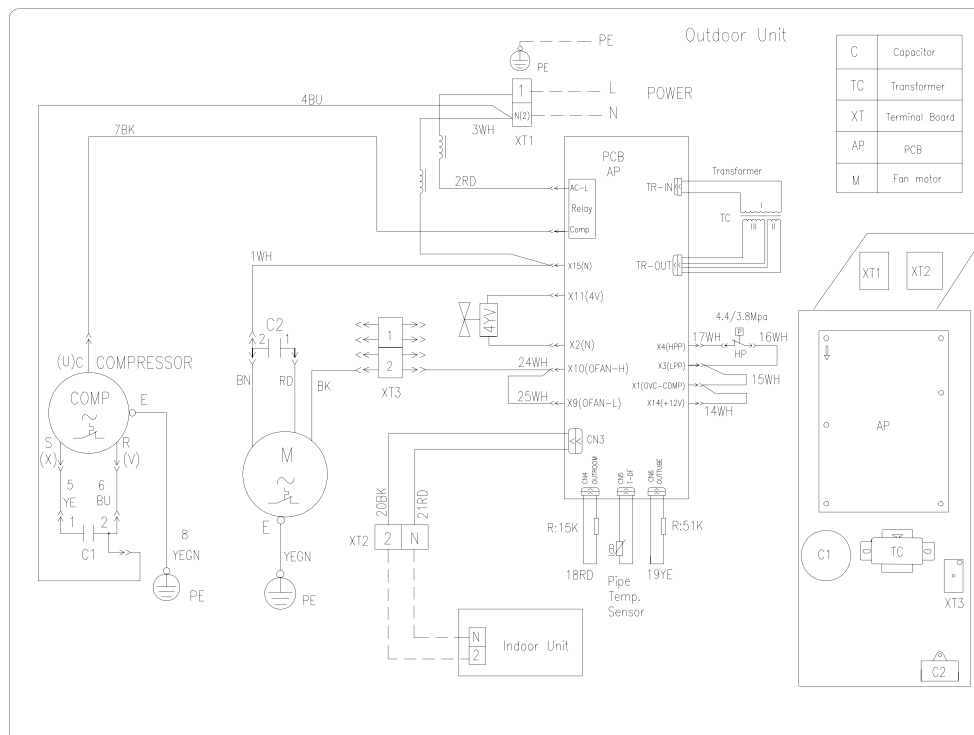 Outdoor Unit
PE
PE
C Capacitor
TC Transformer
XT Terminal Board
AP PCB
M Fan motor
1 L
N(2) N
POWER
XT1
4BU
3WH
7BK
2RD
PCB
AP
AC-L
Relay
Comp
TR-IN
Transformer
TC
I
III II
TR-OUT
X15(N)
1WH
X11(4V)
4YV
X2(N)
X10(OFAN-H)
X9(OFAN-L)
4.4/3.8Mpa
P
HP
17WH
16WH
X4(HPP)
X3(LPP)
15WH
X1(OVC-COMP)
X14(+12V)
14WH
C2
2 1
BN
RD
BK
1
2
XT3
24WH
25WH
(U)C COMPRESSOR
COMP
E
S
(X)
R
(V)
5
YE
6
BU
1 2
C1
8
YEGN
PE
M
E
YEGN
PE
CN3
20BK
21RD
XT2
2 N
CN4
OUTROOM
CN5
T-DF
CN6
OUTTUBE
R:15K
R:51K
θ
18RD
19YE
Pipe
Temp.
Sensor
N
2
Indoor Unit
XT1
XT2
AP
C1
TC
XT3
C2